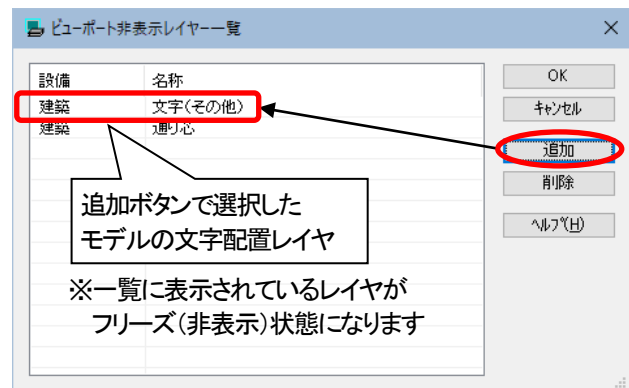 ビューポート非表示レイヤー一覧
設備 名称
建築 文字(その他)
建築 通り芯
OK
キャンセル
追加
削除
ヘルプ(H)
追加ボタンで選択した
モデルの文字配置レイヤ
※一覧に表示されているレイヤが
フリーズ(非表示)状態になります